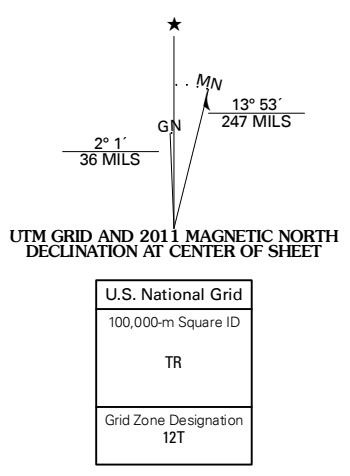 ★
MN
13° 53´
247 MILS
GN
2° 1´
36 MILS
UTM GRID AND 2011 MAGNETIC NORTH
DECLINATION AT CENTER OF SHEET
U.S. National Grid
100,000-m Square ID
TR
Grid Zone Designation
12T